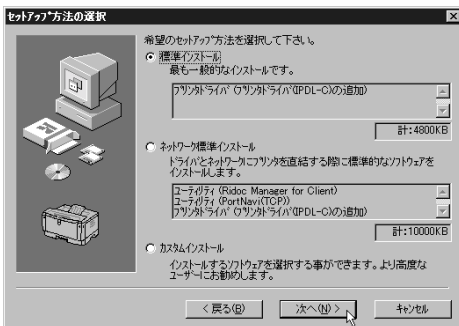 セットアップ方法の選択
希望のセットアップ方法を選択して下さい。
標準インストール
最も一般的なインストールです。
プリンタドライバ (プリンタドライバ(IPDL-C)の追加)
計:4800KB
ネットワーク標準インストール
ドライバとネットワークにプリンタを直結する際に標準的なソフトウェアを
インストールします。
ユーティリティ (Ridoc Manager for Client)
ユーティリティ (PortNavi(TCP))
プリンタドライバ (プリンタドライバ(IPDL-C)の追加)
計:10000KB
カスタムインストール
インストールするソフトウェアを選択する事ができます。より高度な
ユーザーにお勧めします。
< 戻る(B)
次へ(N) >
キャンセル